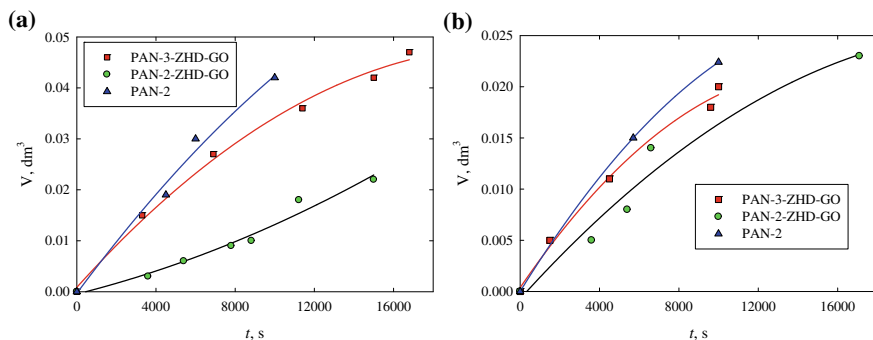 (a)
0.05
0.04
0.03
0.02
0.01
0.00
V, dm³
0
4000
8000
12000
16000
t, s
PAN-3-ZHD-GO
PAN-2-ZHD-GO
PAN-2
(b)
0.025
0.020
0.015
0.010
0.005
0.000
V, dm³
0
4000
8000
12000
16000
t, s
PAN-3-ZHD-GO
PAN-2-ZHD-GO
PAN-2